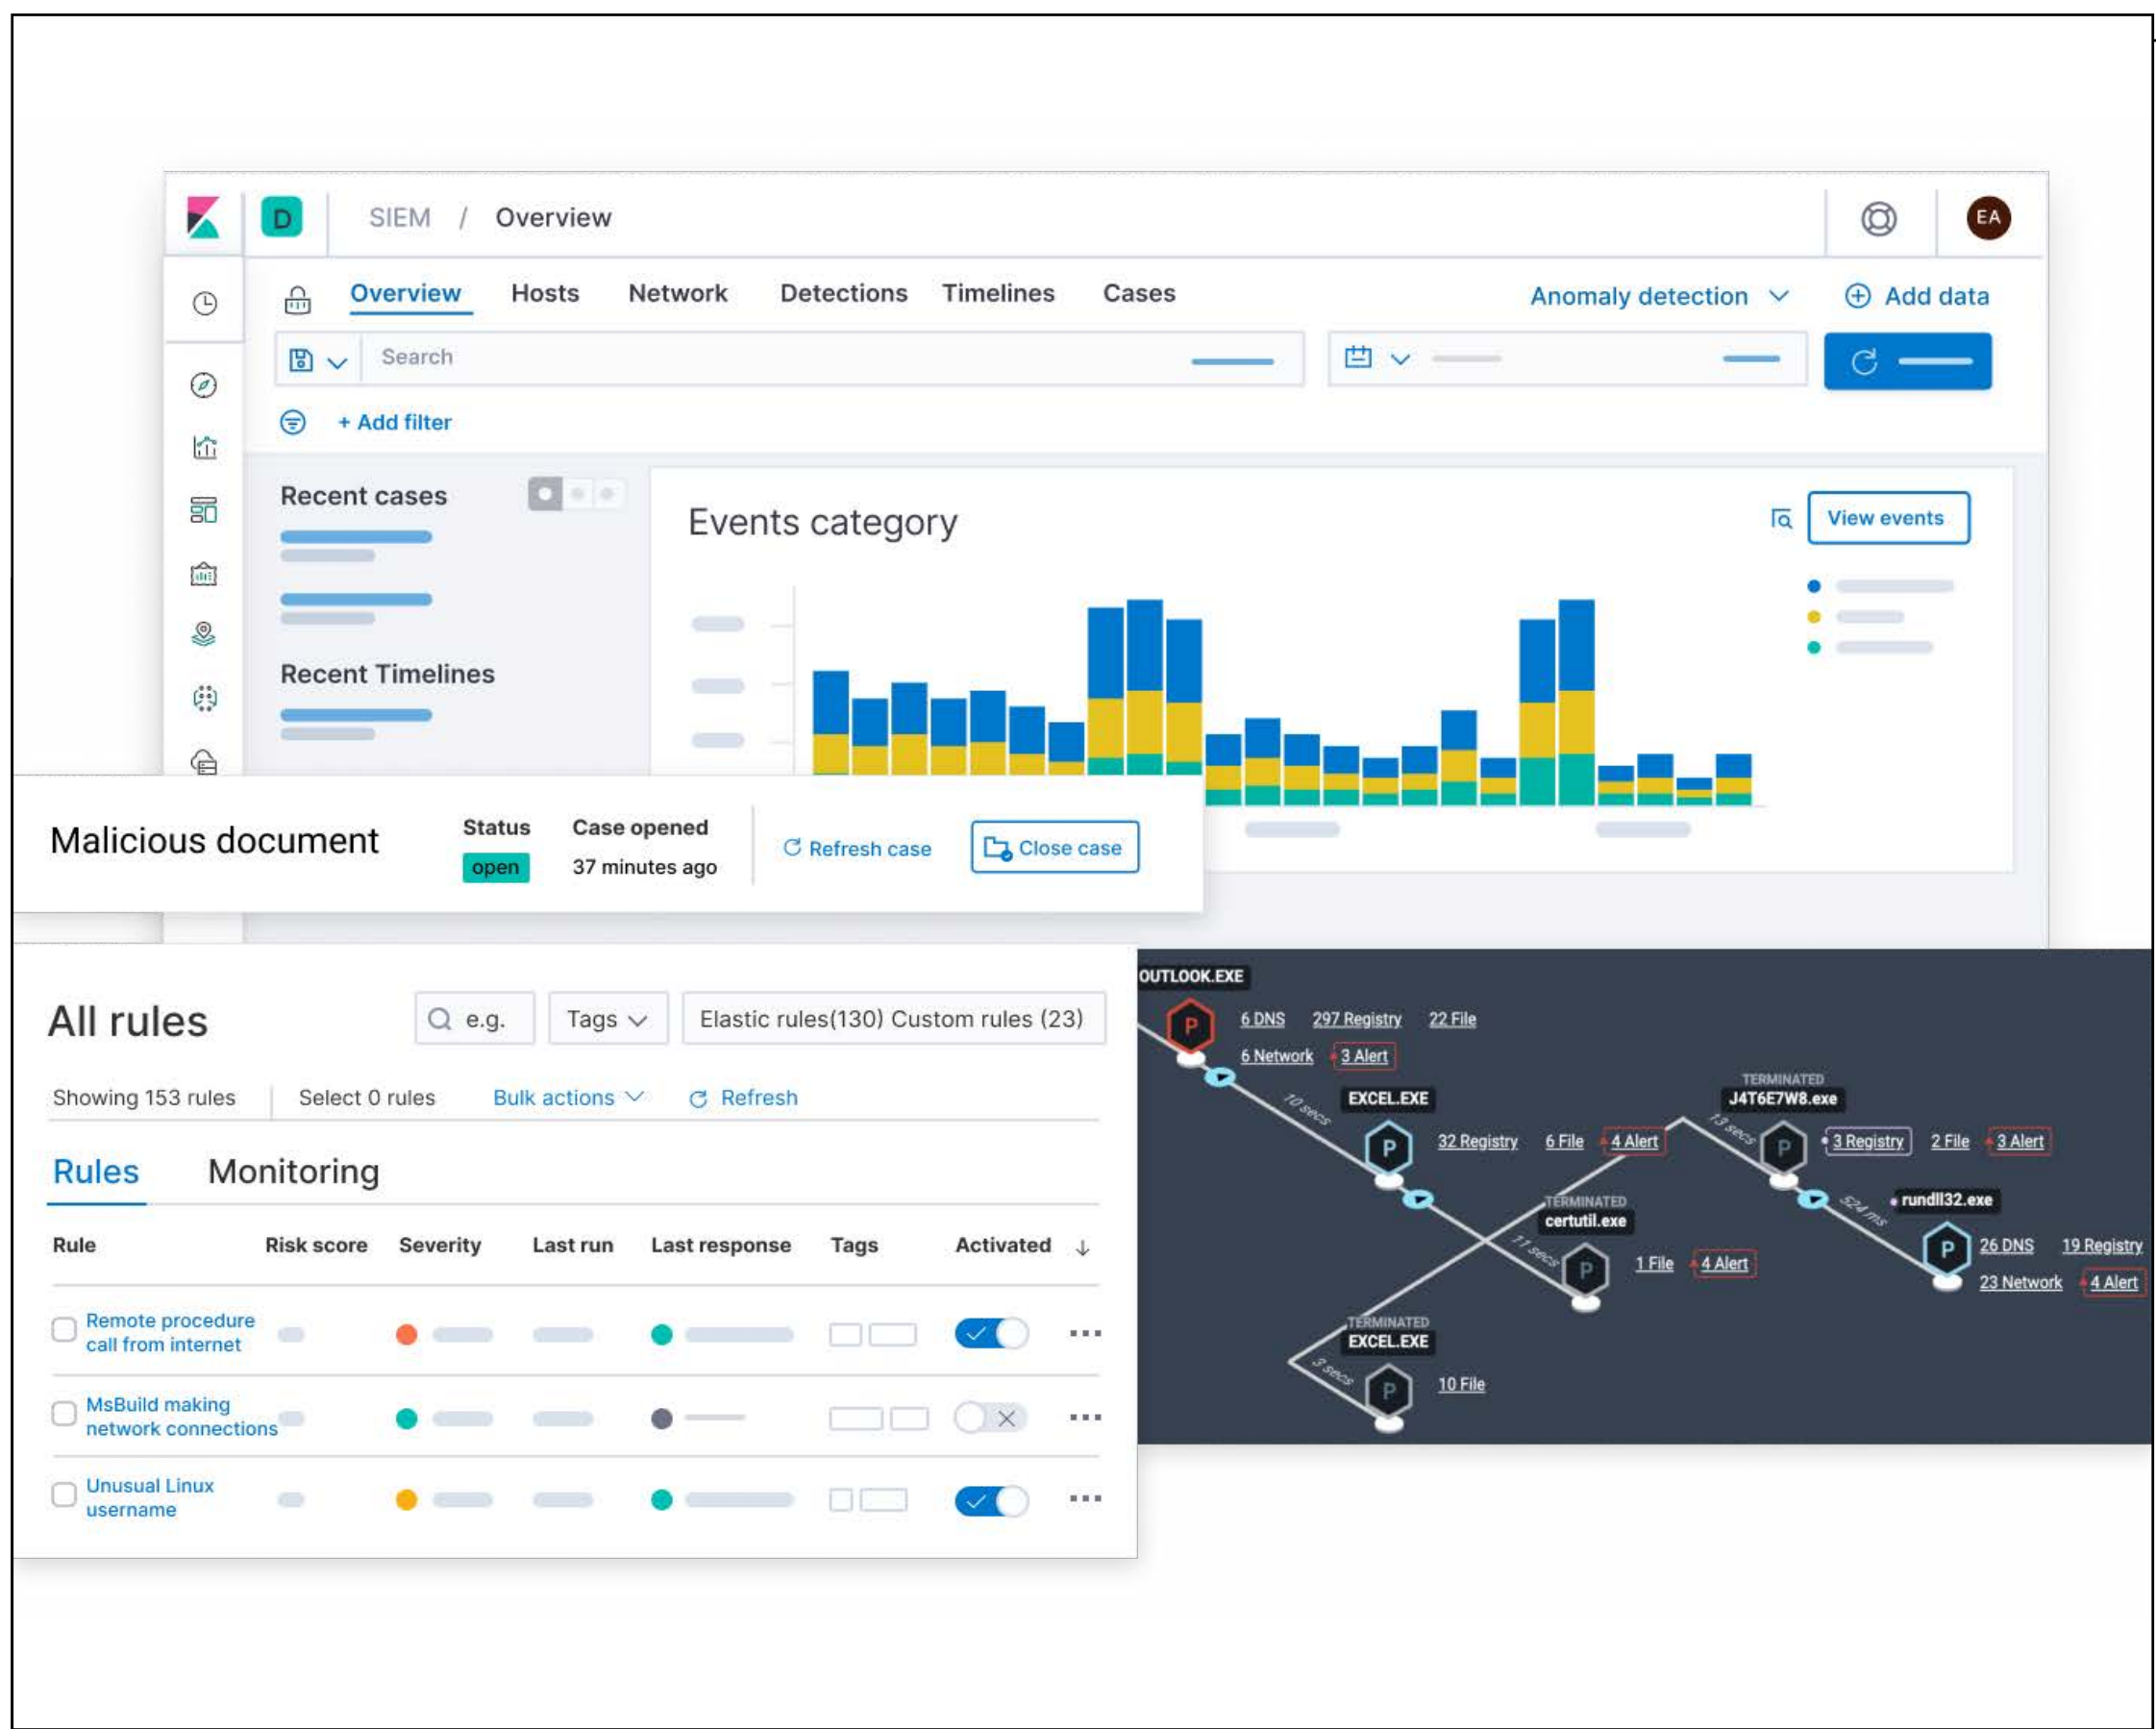 D
SIEM / Overview
EA
Overview Hosts Network Detections Timelines Cases
Anomaly detection
Add data
Search
+ Add filter
Recent cases
Recent Timelines
Events category
View events
Malicious document
Status
open
Case opened
37 minutes ago
Refresh case
Close case
All rules
e.g.
Tags
Elastic rules(130) Custom rules (23)
Showing 153 rules
Select 0 rules
Bulk actions
Refresh
Rules Monitoring
Rule Risk score Severity Last run Last response Tags Activated
Remote procedure
call from internet
MsBuild making
network connections
Unusual Linux
username
OUTLOOK.EXE
P
6 DNS 297 Registry 22 File
6 Network 3 Alert
10 secs
EXCEL.EXE
P
32 Registry 6 File 4 Alert
11 secs
TERMINATED
certutil.exe
P
1 File 4 Alert
TERMINATED
EXCEL.EXE
3 secs
P
10 File
TERMINATED
J4T6E7W8.exe
13 secs
P
3 Registry 2 File 3 Alert
524 ms
rundll32.exe
P
26 DNS 19 Registry
23 Network 4 Alert